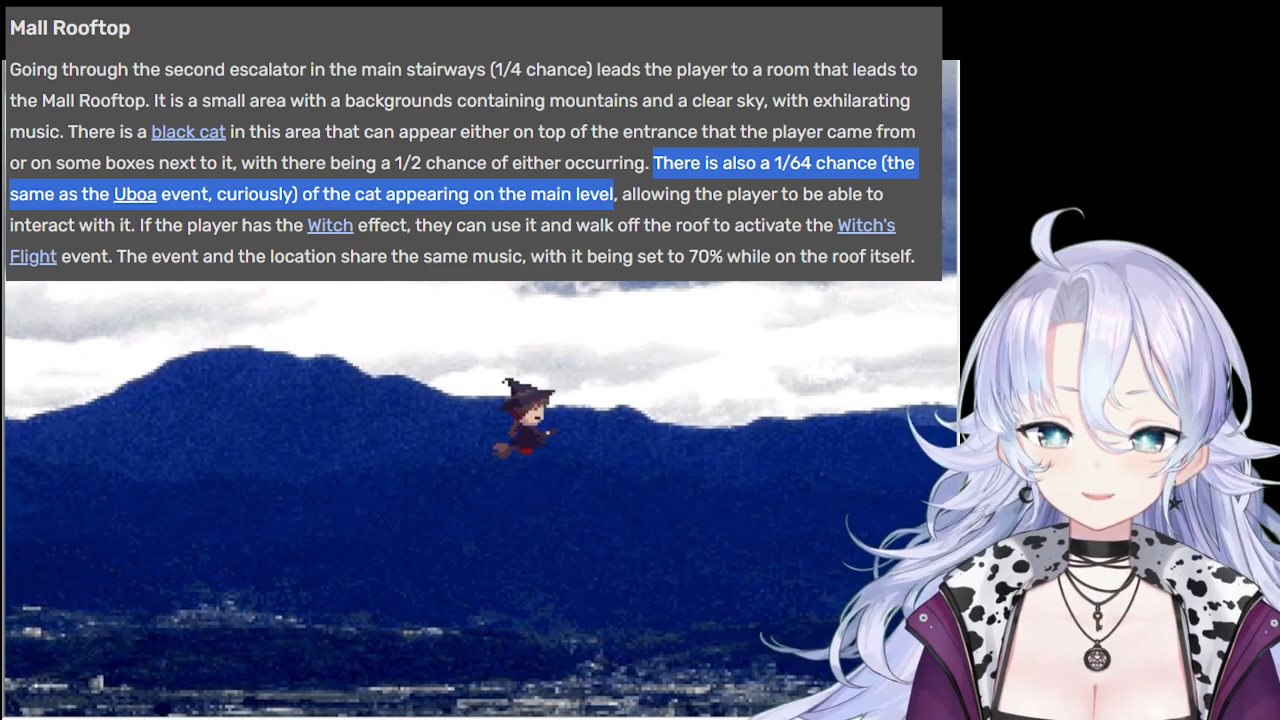 Mall Rooftop
Going through the second escalator in the main stairways (1/4 chance) leads the player to a room that leads to
the Mall Rooftop. It is a small area with a backgrounds containing mountains and a clear sky, with exhilarating
music. There is a black cat in this area that can appear either on top of the entrance that the player came from
or on some boxes next to it, with there being a 1/2 chance of either occurring. There is also a 1/64 chance (the
same as the Uboa event, curiously) of the cat appearing on the main level, allowing the player to be able to
interact with it. If the player has the Witch effect, they can use it and walk off the roof to activate the Witch's
Flight event. The event and the location share the same music, with it being set to 70% while on the roof itself.